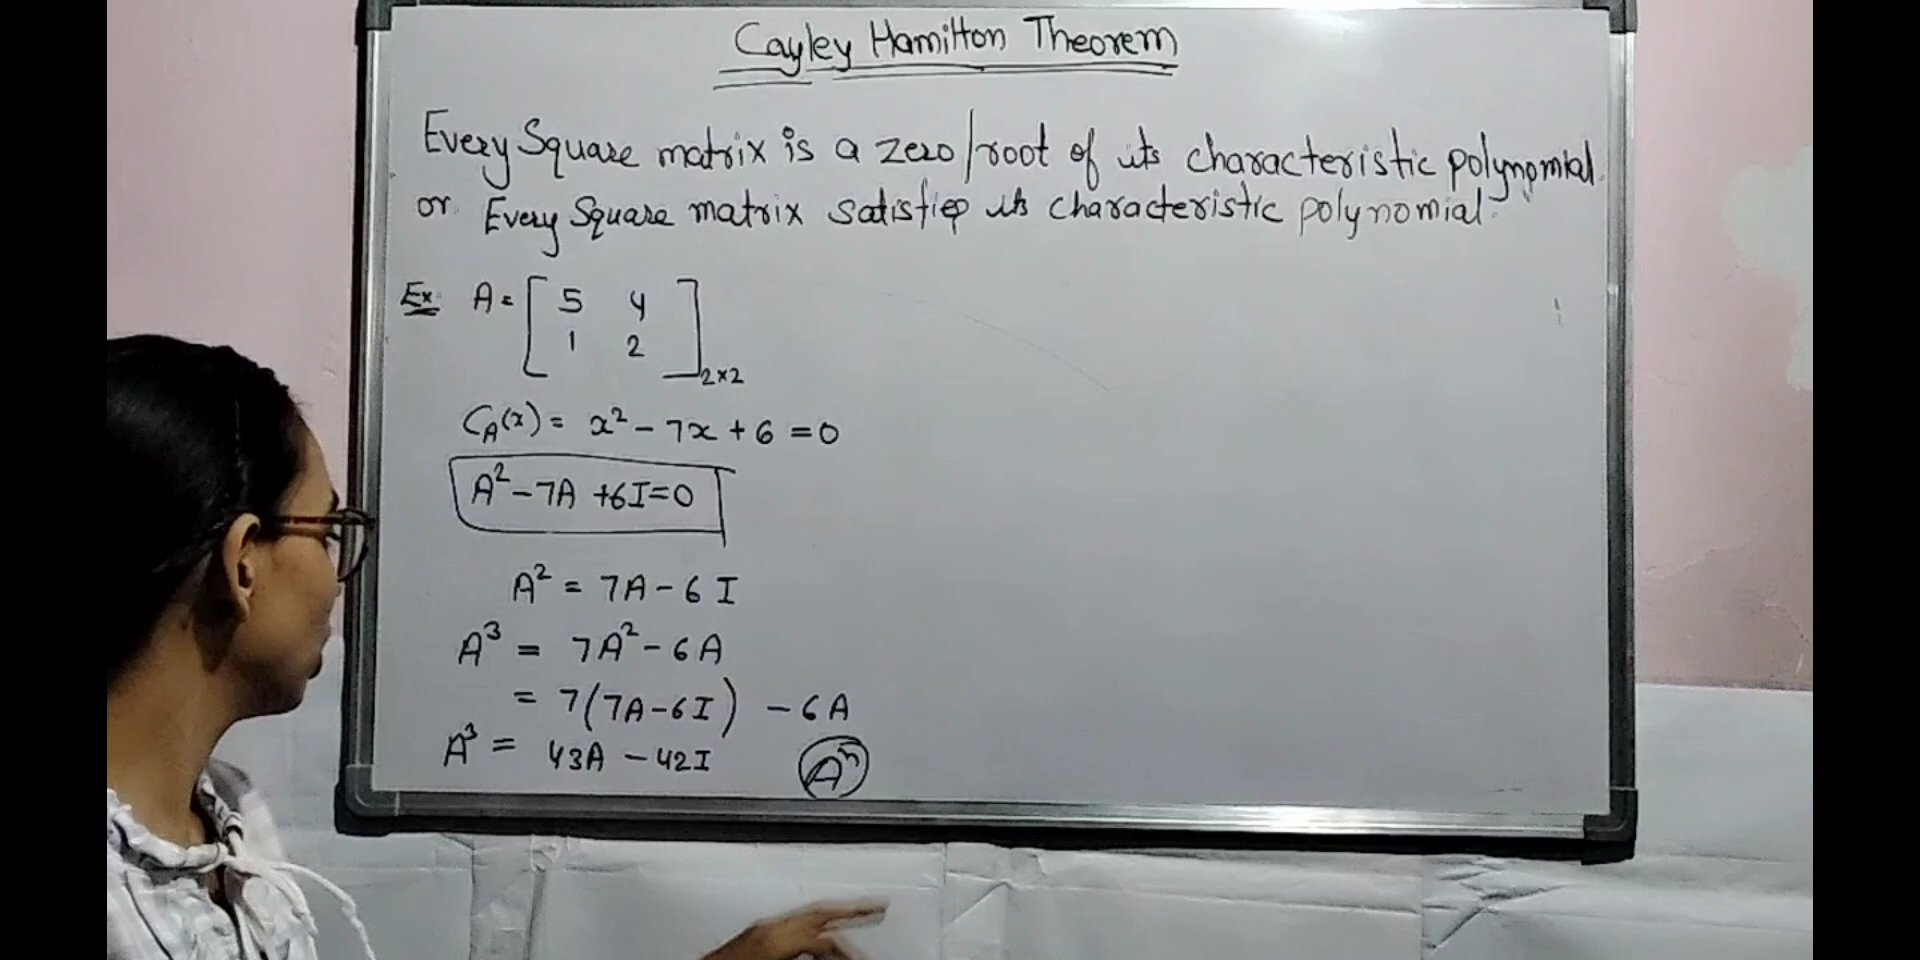 Cayley Hamilton Theorem
Every Square matrix is a zero/root of its characteristic polynomial.
or Every Square matrix satisfies its characteristic polynomial.
Ex: A = [ 5 4
1 2 ]2×2
C_A(x) = x² - 7x + 6 = 0
A² - 7A + 6I = 0
A² = 7A - 6I
A³ = 7A² - 6A
= 7(7A - 6I) - 6A
A³ = 43A - 42I Aⁿ